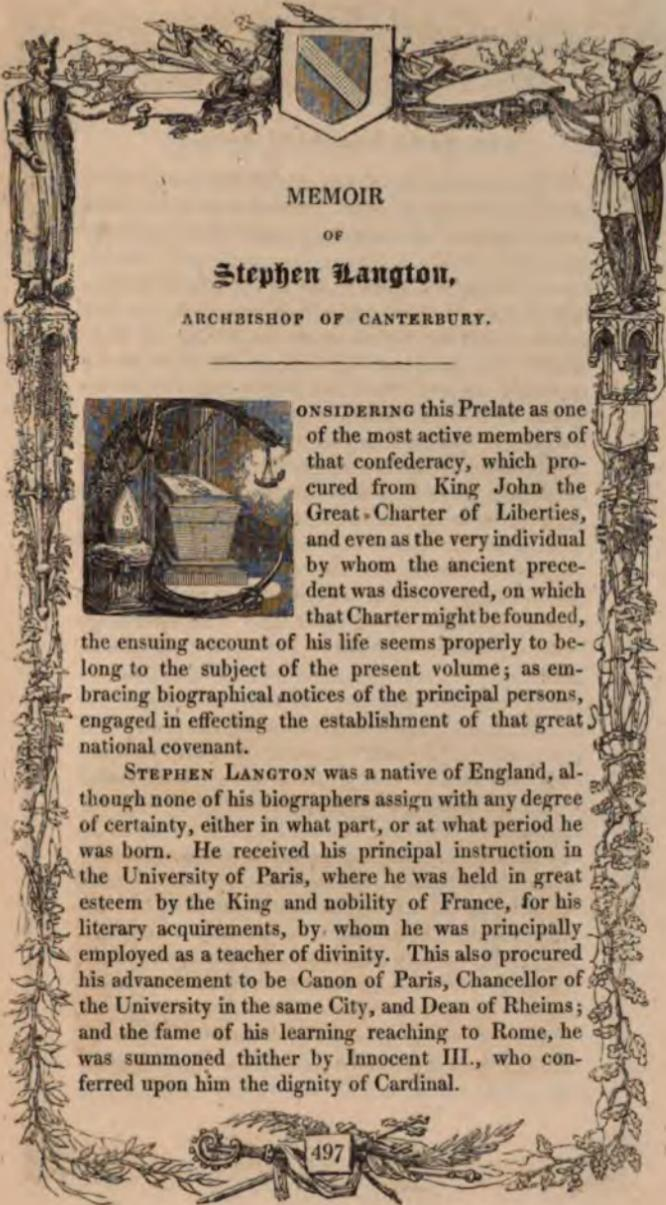 MEMOIR
OF
Stephen Langton,
ARCHBISHOP OF CANTERBURY.
CONSIDERING this Prelate as one
of the most active members of
that confederacy, which pro-
cured from King John the
Great Charter of Liberties,
and even as the very individual
by whom the ancient prece-
dent was discovered, on which
that Charter might be founded,
the ensuing account of his life seems properly to be-
long to the subject of the present volume; as em-
bracing biographical notices of the principal persons,
engaged in effecting the establishment of that great
national covenant.
STEPHEN LANGTON was a native of England, al-
though none of his biographers assign with any degree
of certainty, either in what part, or at what period he
was born. He received his principal instruction in
the University of Paris, where he was held in great
esteem by the King and nobility of France, for his
literary acquirements, by whom he was principally
employed as a teacher of divinity. This also procured
his advancement to be Canon of Paris, Chancellor of
the University in the same City, and Dean of Rheims;
and the fame of his learning reaching to Rome, he
was summoned thither by Innocent III., who con-
ferred upon him the dignity of Cardinal.
497